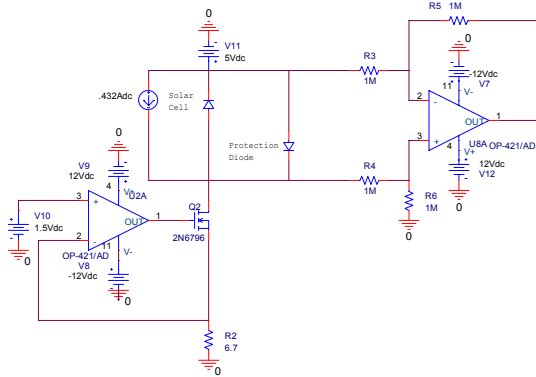 R5 1M
0
0
V11
5Vdc
R3
1M
-12Vdc
11
V7
V-
.432Adc
Solar
Cell
2
-
OUT
1
3
+
U8A
4
V+
OP-421/AD
Protection
Diode
12Vdc
V12
R4
1M
R6
1M
0
0
0
V9
12Vdc
4
V+
U2A
3
+
OUT
1
Q2
2N6796
V10
1.5Vdc
2
-
11
V-
OP-421/AD
V8
-12Vdc
0
0
R2
6.7
0